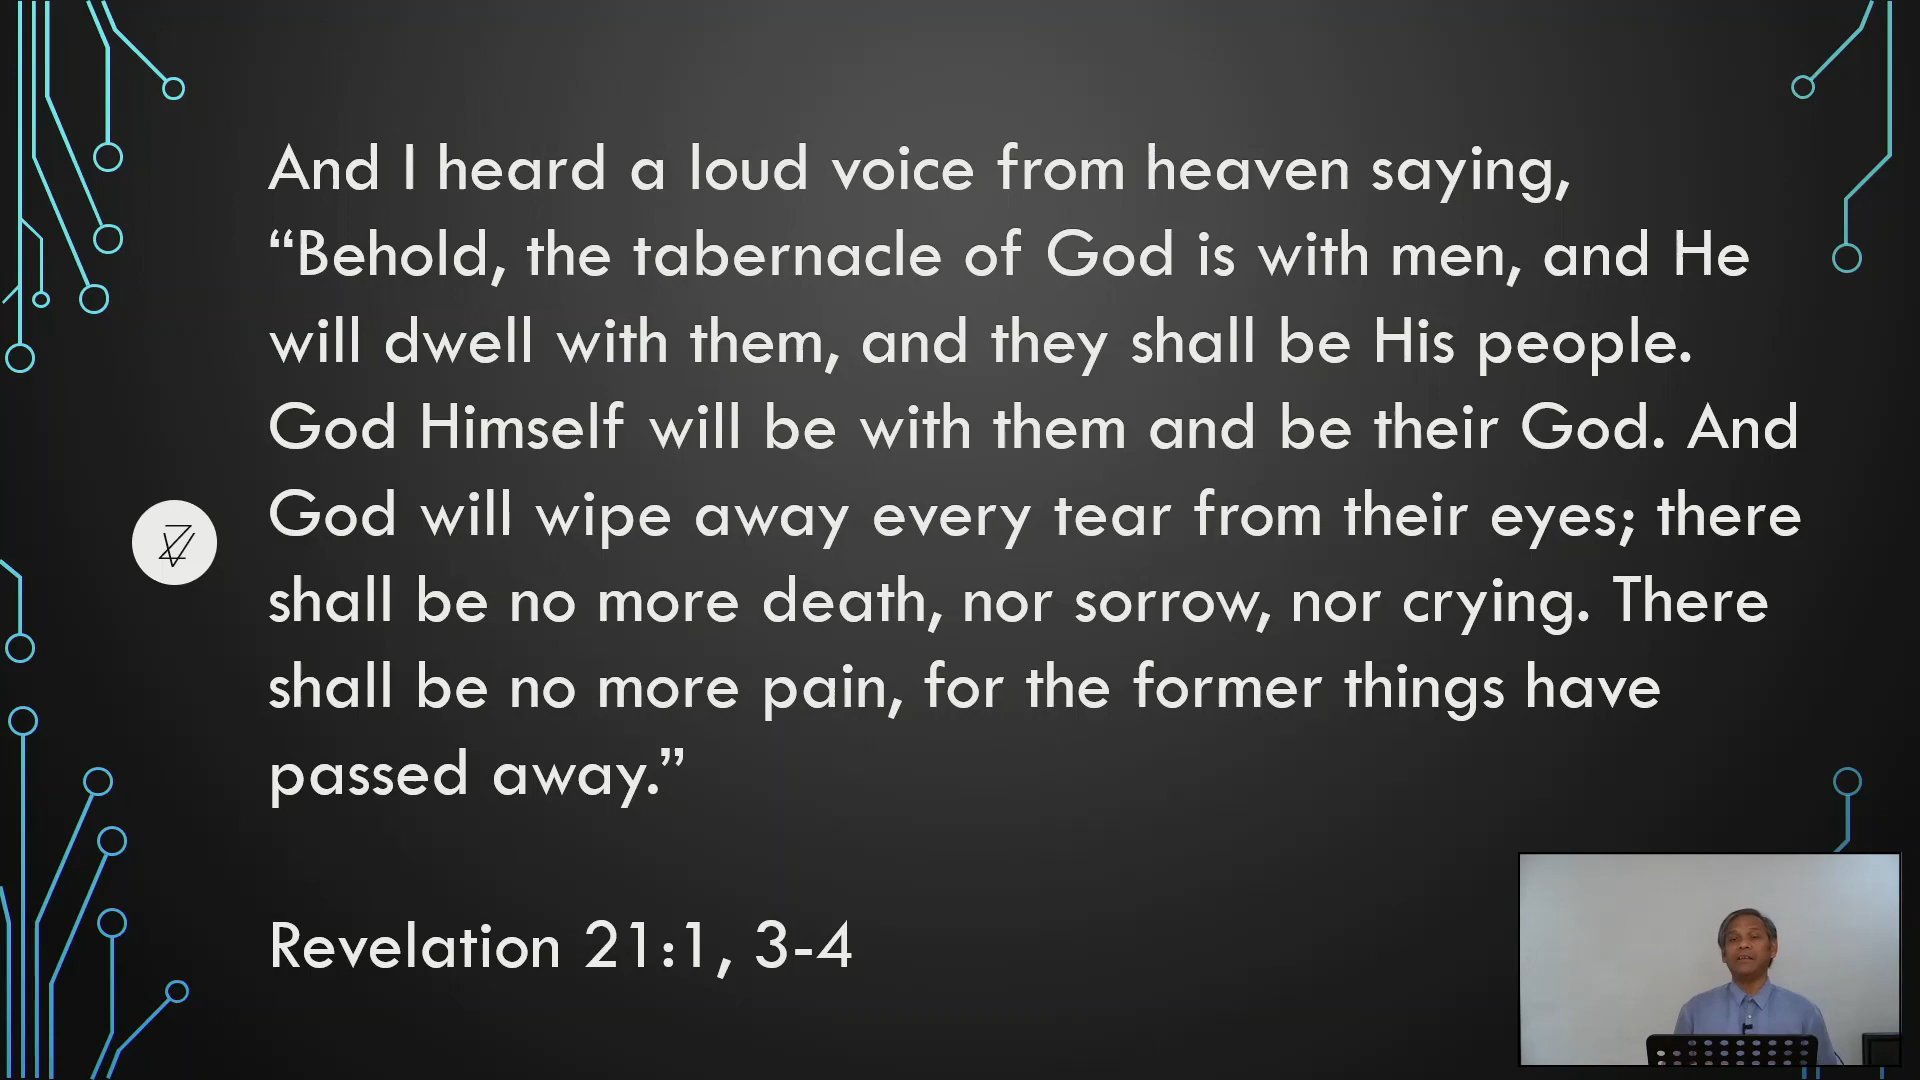 And I heard a loud voice from heaven saying,
“Behold, the tabernacle of God is with men, and He
will dwell with them, and they shall be His people.
God Himself will be with them and be their God. And
God will wipe away every tear from their eyes; there
shall be no more death, nor sorrow, nor crying. There
shall be no more pain, for the former things have
passed away.”
Revelation 21:1, 3-4